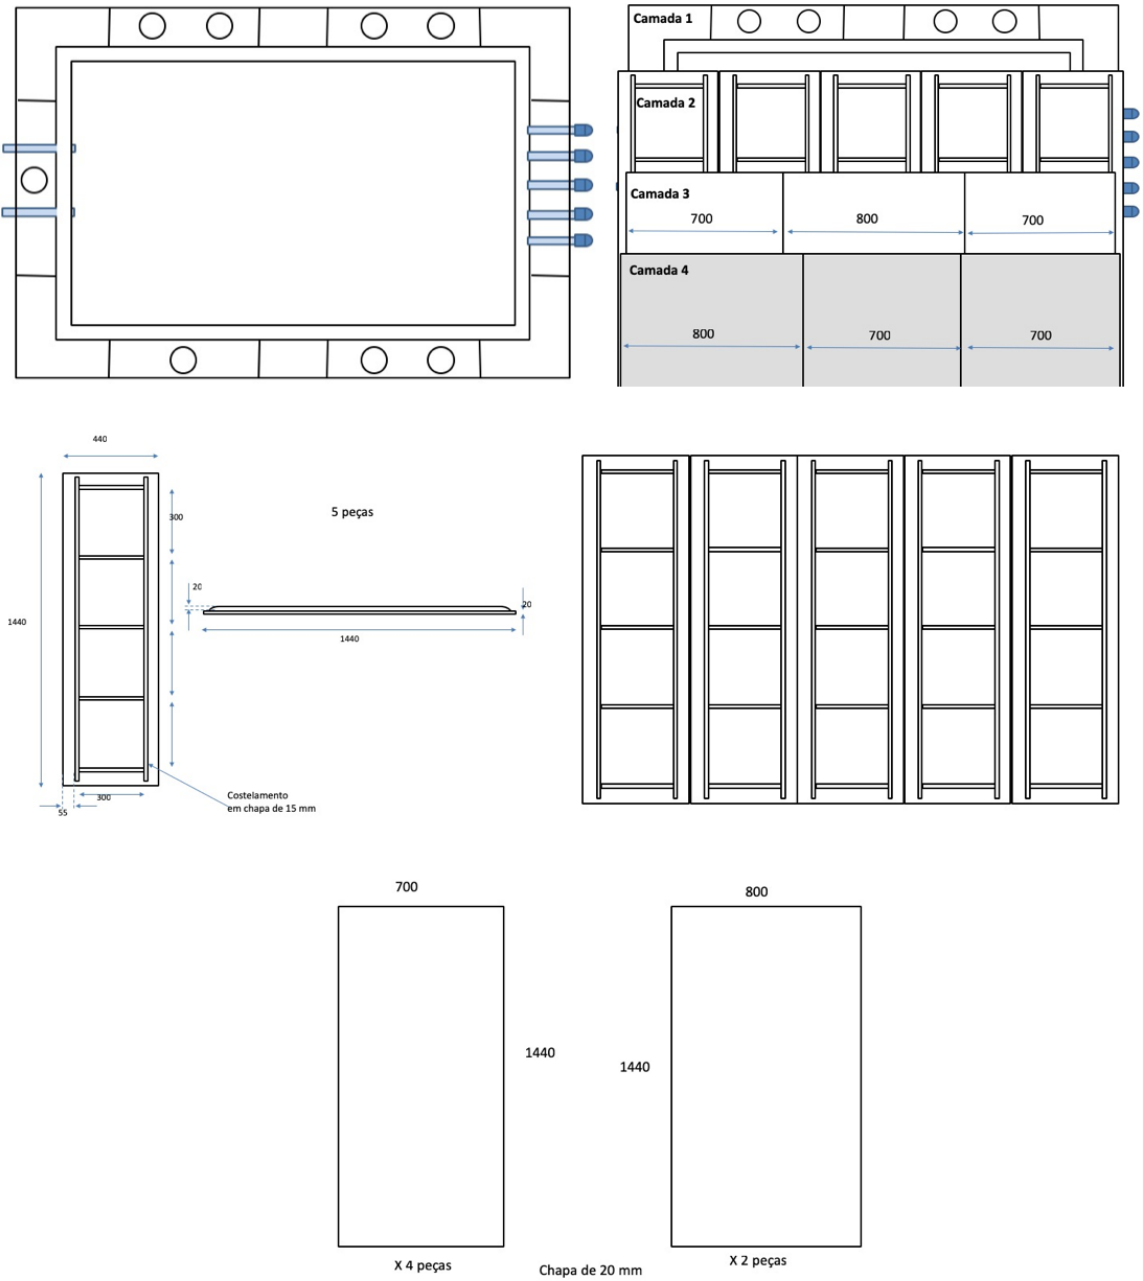 Camada 1
Camada 2
Camada 3
700
800
700
Camada 4
800
700
700
440
300
5 peças
20
20
1440
1440
300
55
Costelamento
em chapa de 15 mm
700
800
1440
1440
X 4 peças
X 2 peças
Chapa de 20 mm